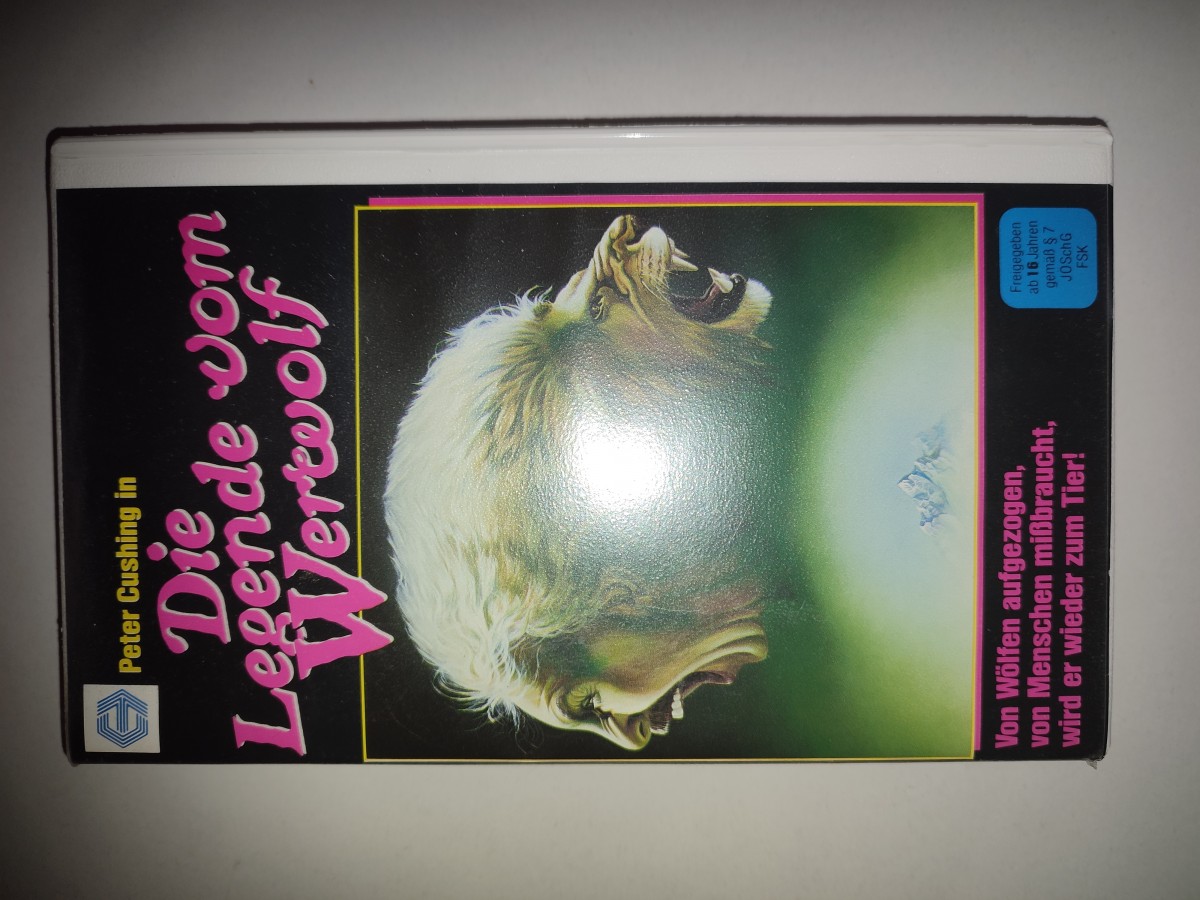 Peter Cushing in
Die
Legende vom
Werewolf
Von Wölfen aufgezogen,
von Menschen mißbraucht,
wird er wieder zum Tier!
Freigegeben
ab 16 Jahren
gemäß § 7
JÖSchG
FSK